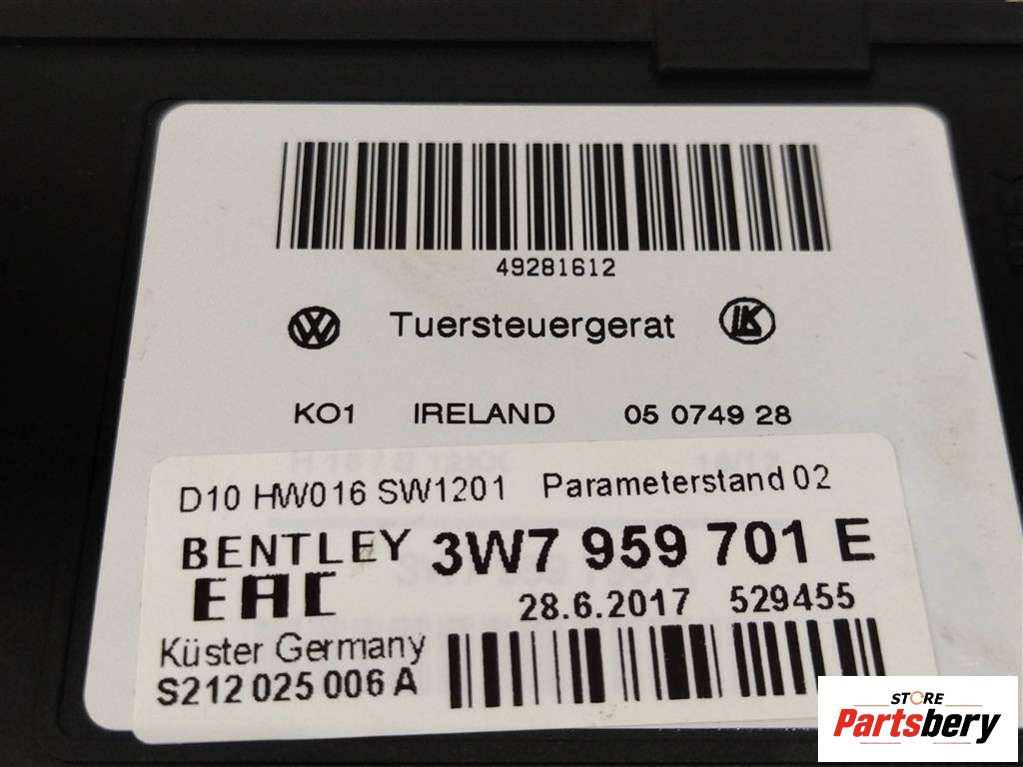 49281612
Tuersteuergerat
KO1 IRELAND 05 0749 28
D10 HW016 SW1201 Parameterstand 02
BENTLEY 3W7 959 701 E
EAC 28.6.2017 529455
Küster Germany
S212 025 006 A
STORE
Partsbery